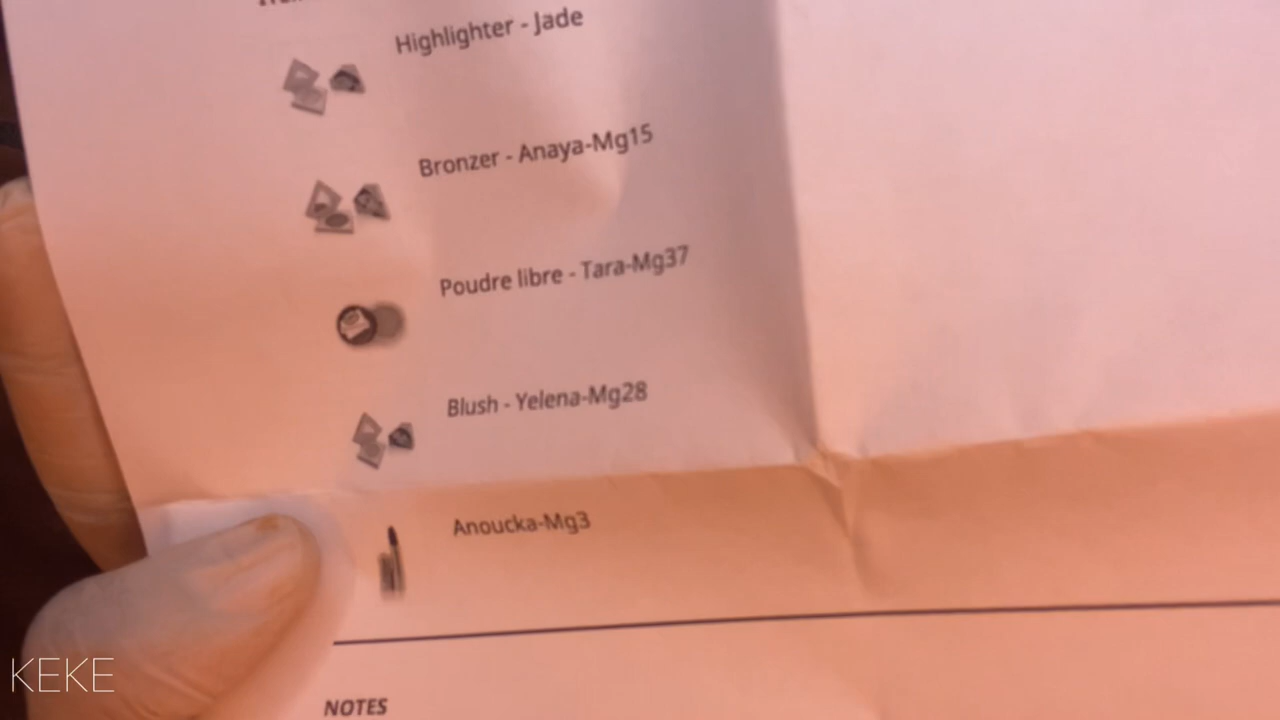 Highlighter - Jade
Bronzer - Anaya-Mg15
Poudre libre - Tara-Mg37
Blush - Yelena-Mg28
Anoucka-Mg3
NOTES
KEKE